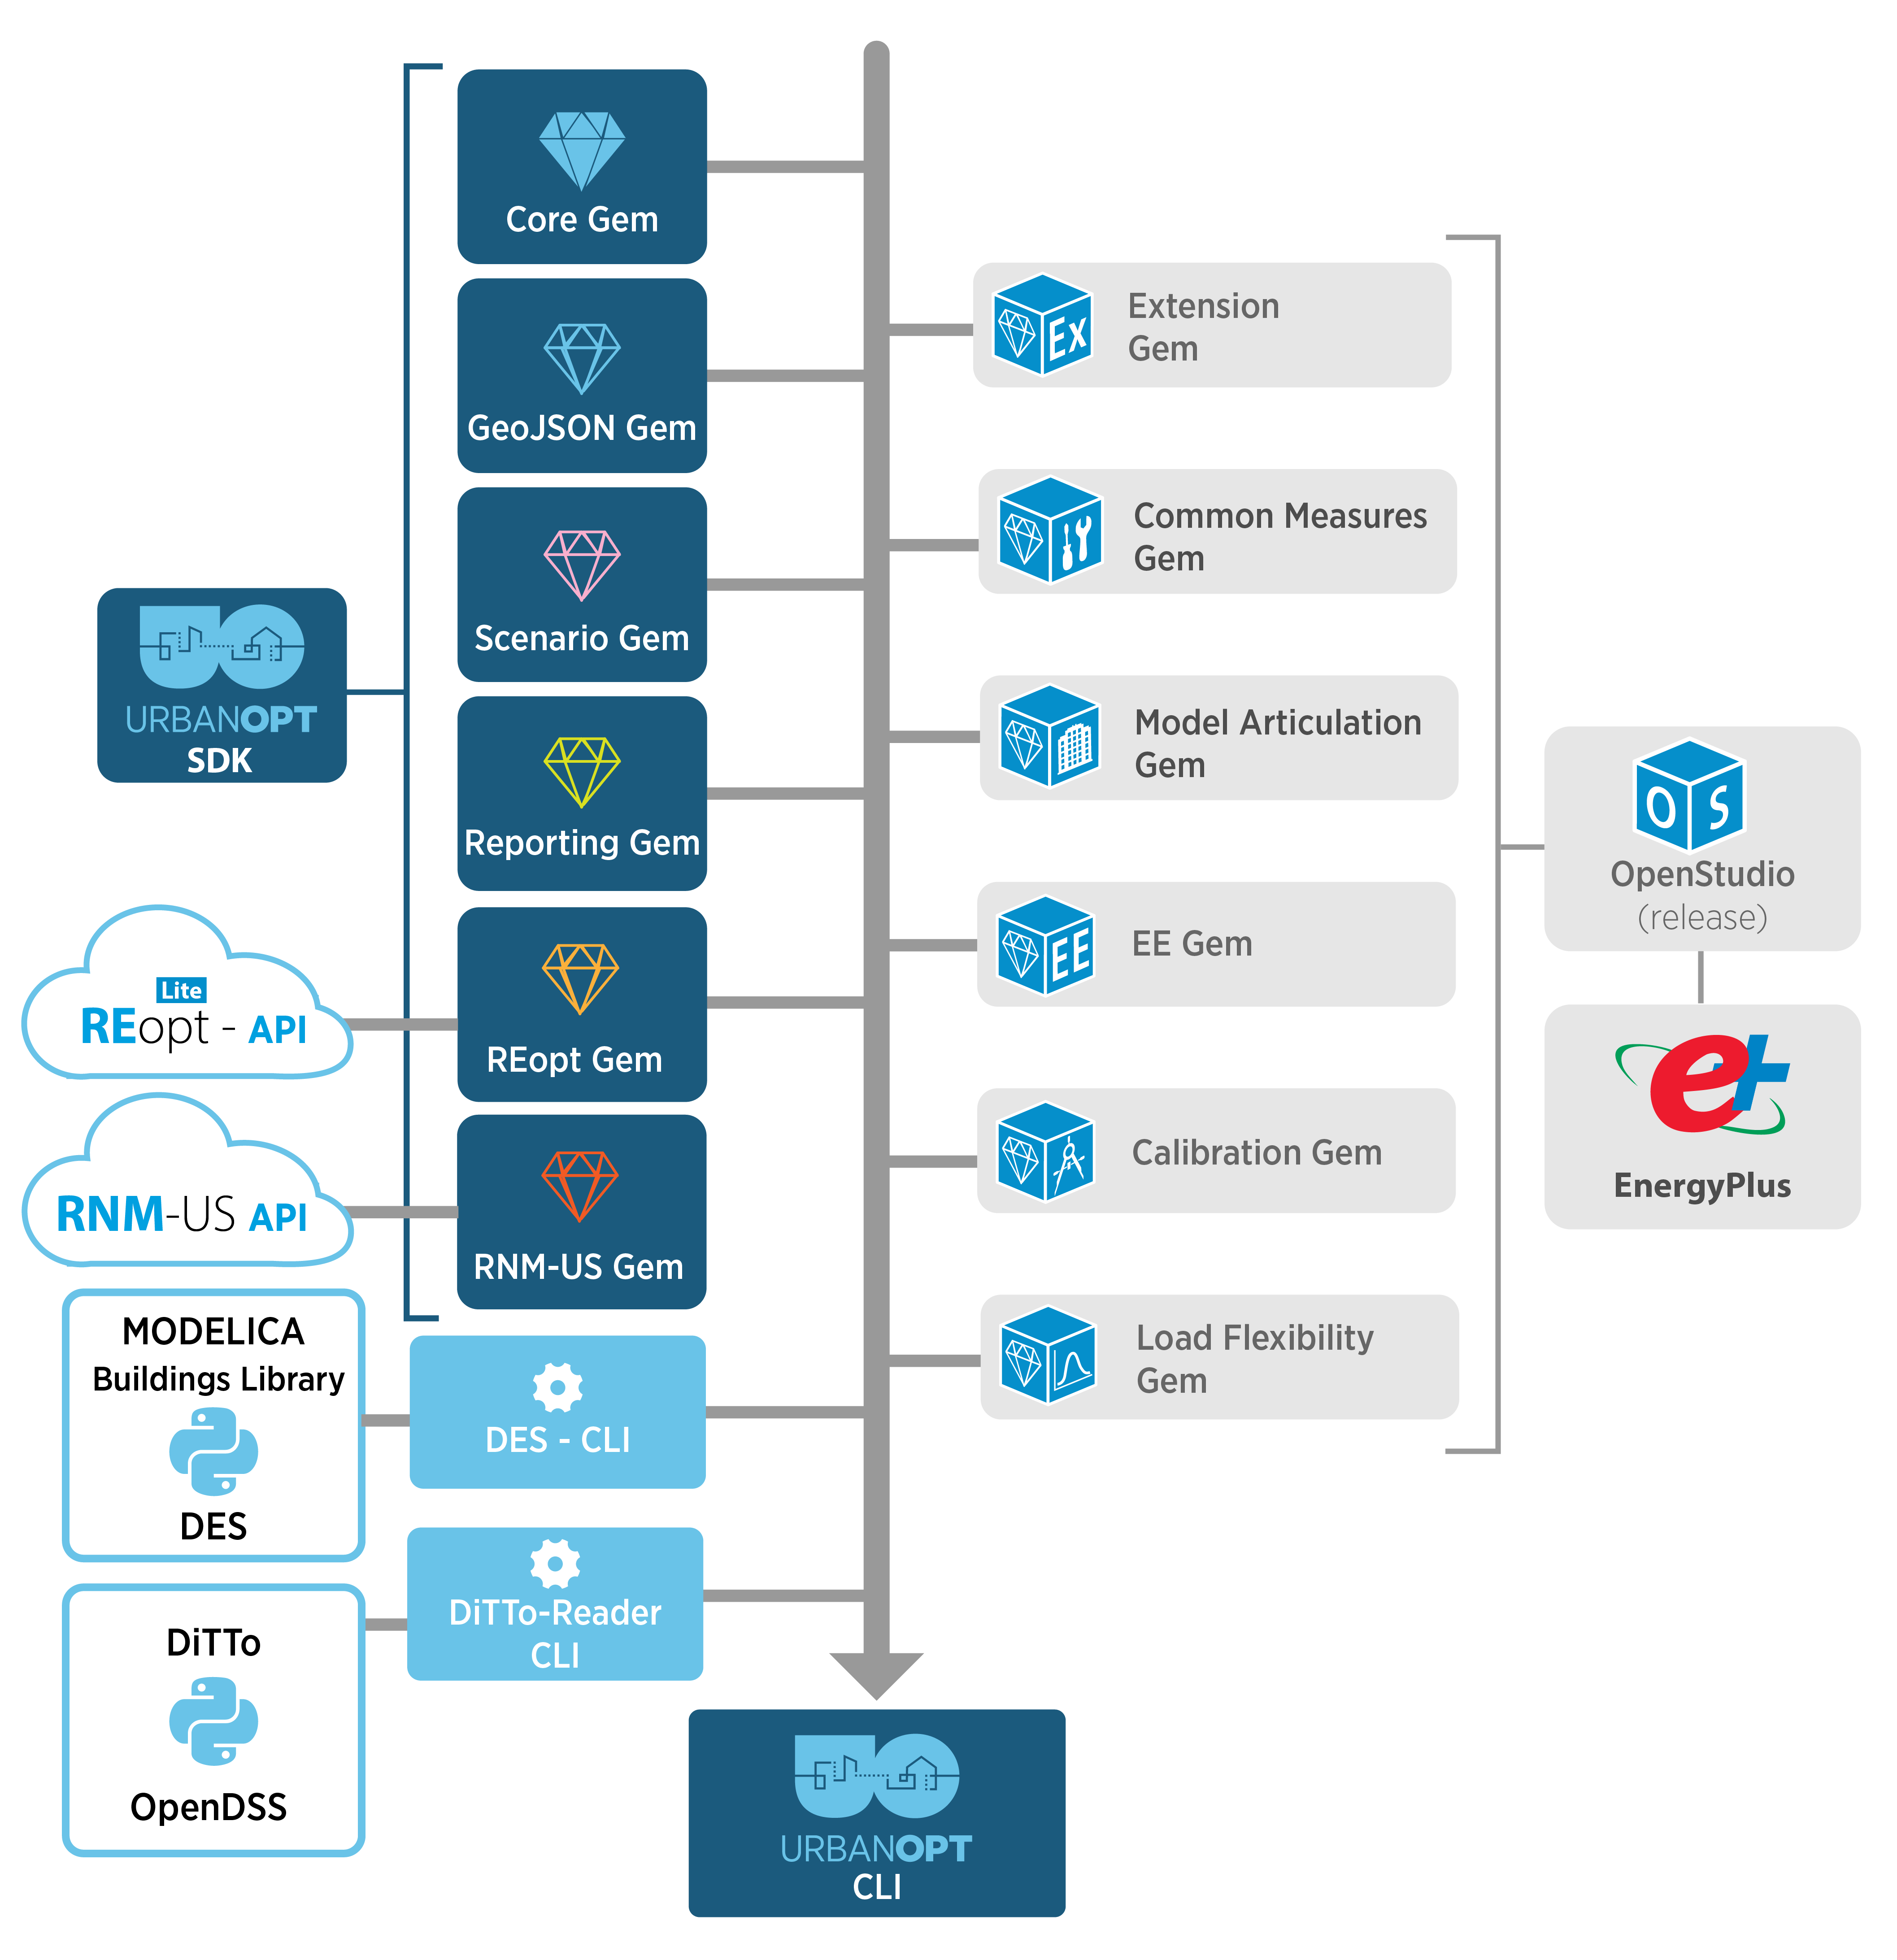 Core Gem
GeoJSON Gem
Scenario Gem
Reporting Gem
REopt Gem
RNM-US Gem
URBANOPT
SDK
Lite
REopt - API
RNM-US API
MODELICA
Buildings Library
DES
DES - CLI
DiTTo
OpenDSS
DiTTo-Reader
CLI
URBANOPT
CLI
Ex
Extension
Gem
Common Measures
Gem
Model Articulation
Gem
EE
EE Gem
Calibration Gem
Load Flexibility
Gem
O S
OpenStudio
(release)
e+
EnergyPlus